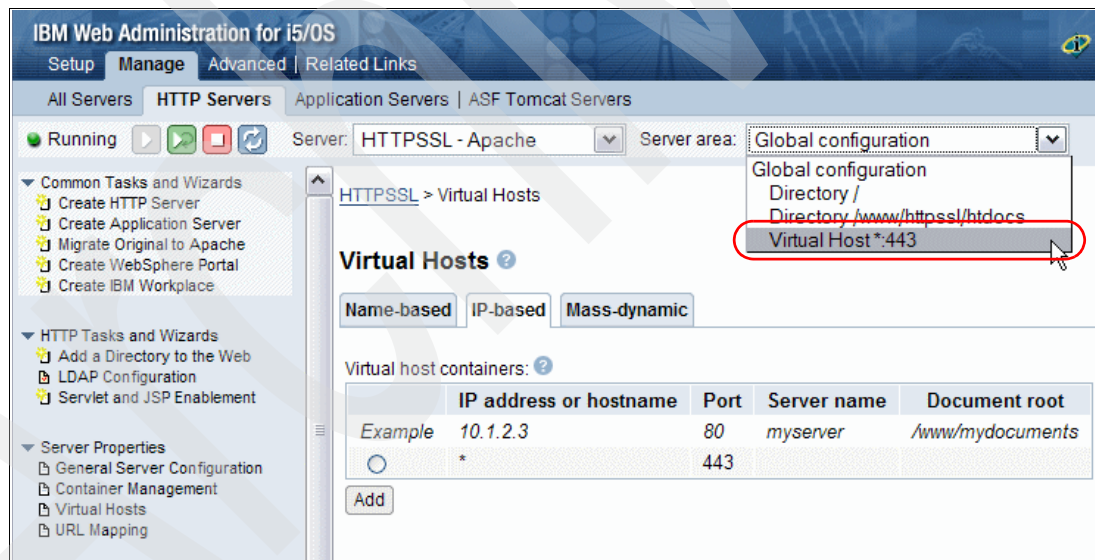 IBM Web Administration for i5/OS
Setup Manage Advanced | Related Links
All Servers HTTP Servers Application Servers | ASF Tomcat Servers
Running Server: HTTPSSL - Apache Server area: Global configuration
Global configuration
Directory /
Directory /www/httpssl/htdocs
Virtual Host *:443
Common Tasks and Wizards
Create HTTP Server
Create Application Server
Migrate Original to Apache
Create WebSphere Portal
Create IBM Workplace
HTTP Tasks and Wizards
Add a Directory to the Web
LDAP Configuration
Servlet and JSP Enablement
Server Properties
General Server Configuration
Container Management
Virtual Hosts
URL Mapping
HTTPSSL > Virtual Hosts
Virtual Hosts ?
Name-based IP-based Mass-dynamic
Virtual host containers: ?
IP address or hostname Port Server name Document root
Example 10.1.2.3 80 myserver /www/mydocuments
* 443
Add